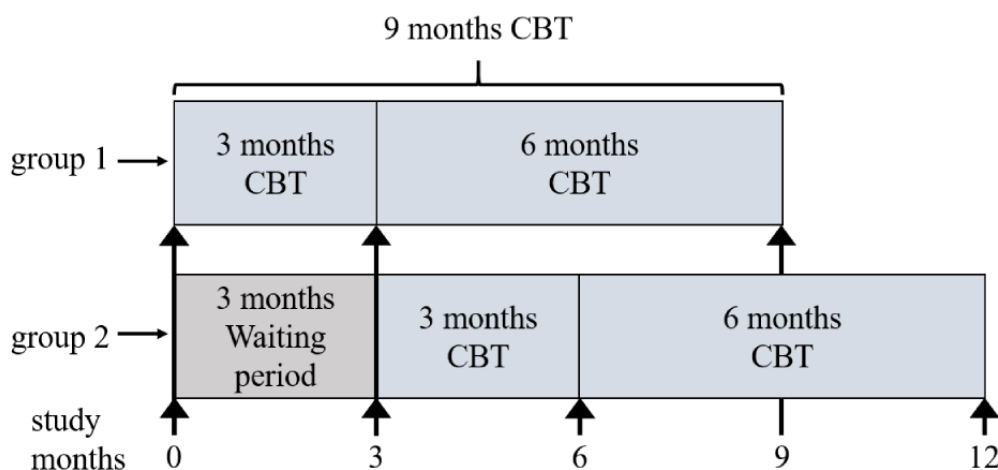 9 months CBT
group 1
3 months
CBT
6 months
CBT
group 2
3 months
Waiting
period
3 months
CBT
6 months
CBT
study
months
0
3
6
9
12